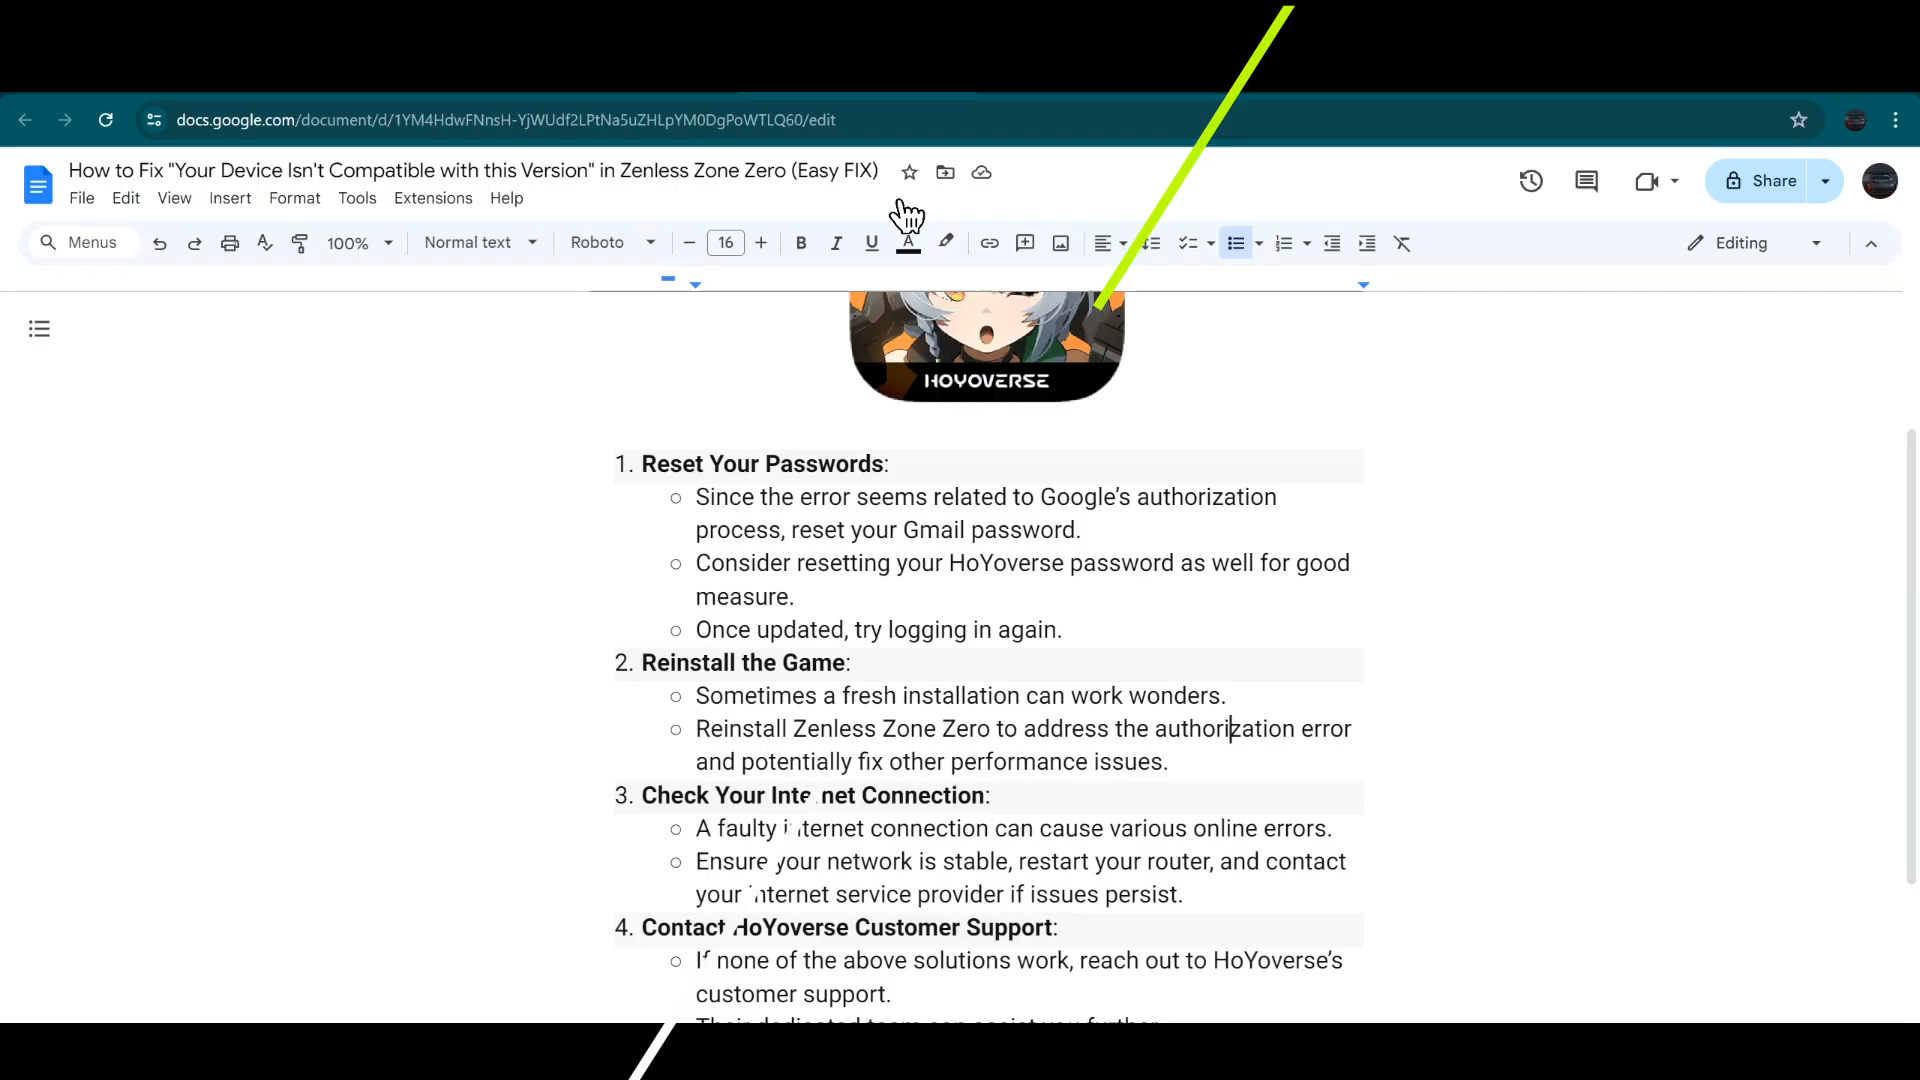 docs.google.com/document/d/1YM4HdwFNnsH-YjWUdf2LPtNa5uZHLpYM0DgPoWTLQ60/edit
How to Fix "Your Device Isn't Compatible with this Version" in Zenless Zone Zero (Easy FIX)
File Edit View Insert Format Tools Extensions Help
Share
Menus 100% Normal text Roboto 16 B I U A Editing
HOYOVERSE
1. Reset Your Passwords:
○ Since the error seems related to Google’s authorization
process, reset your Gmail password.
○ Consider resetting your HoYoverse password as well for good
measure.
○ Once updated, try logging in again.
2. Reinstall the Game:
○ Sometimes a fresh installation can work wonders.
○ Reinstall Zenless Zone Zero to address the authorization error
and potentially fix other performance issues.
3. Check Your Internet Connection:
○ A faulty internet connection can cause various online errors.
○ Ensure your network is stable, restart your router, and contact
your internet service provider if issues persist.
4. Contact HoYoverse Customer Support:
○ If none of the above solutions work, reach out to HoYoverse’s
customer support.
Their dedicated team can assist you further